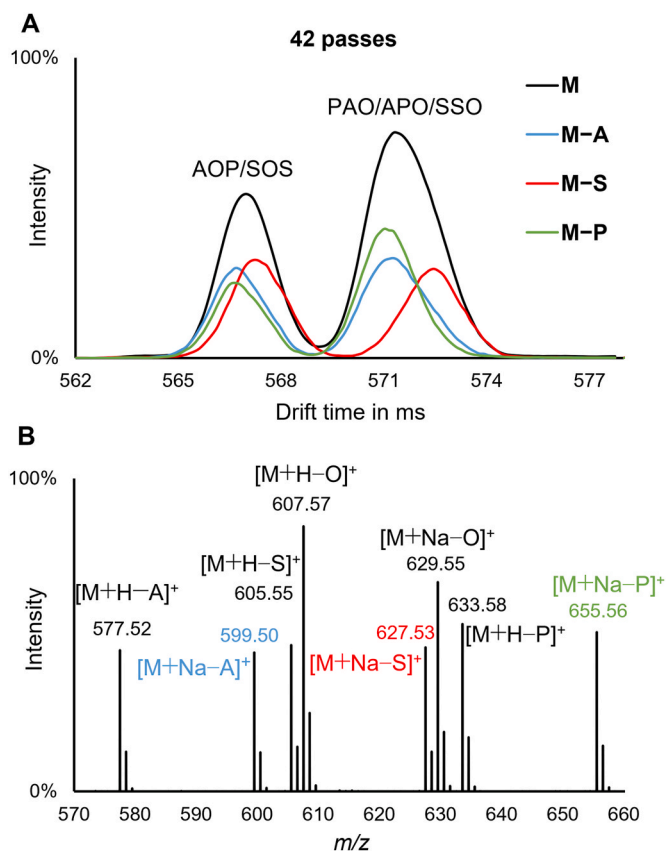 A
42 passes
100%
PAO/APO/SSO
AOP/SOS
M
M−A
M−S
M−P
Intensity
0%
562 565 568 571 574 577
Drift time in ms
B
100%
[M+H−O]⁺
607.57
[M+Na−O]⁺
629.55
[M+H−S]⁺
605.55
[M+Na−P]⁺
655.56
[M+H−A]⁺
577.52
599.50
[M+Na−A]⁺
627.53
[M+Na−S]⁺
633.58
[M+H−P]⁺
Intensity
0%
570 580 590 600 610 620 630 640 650 660
m/z